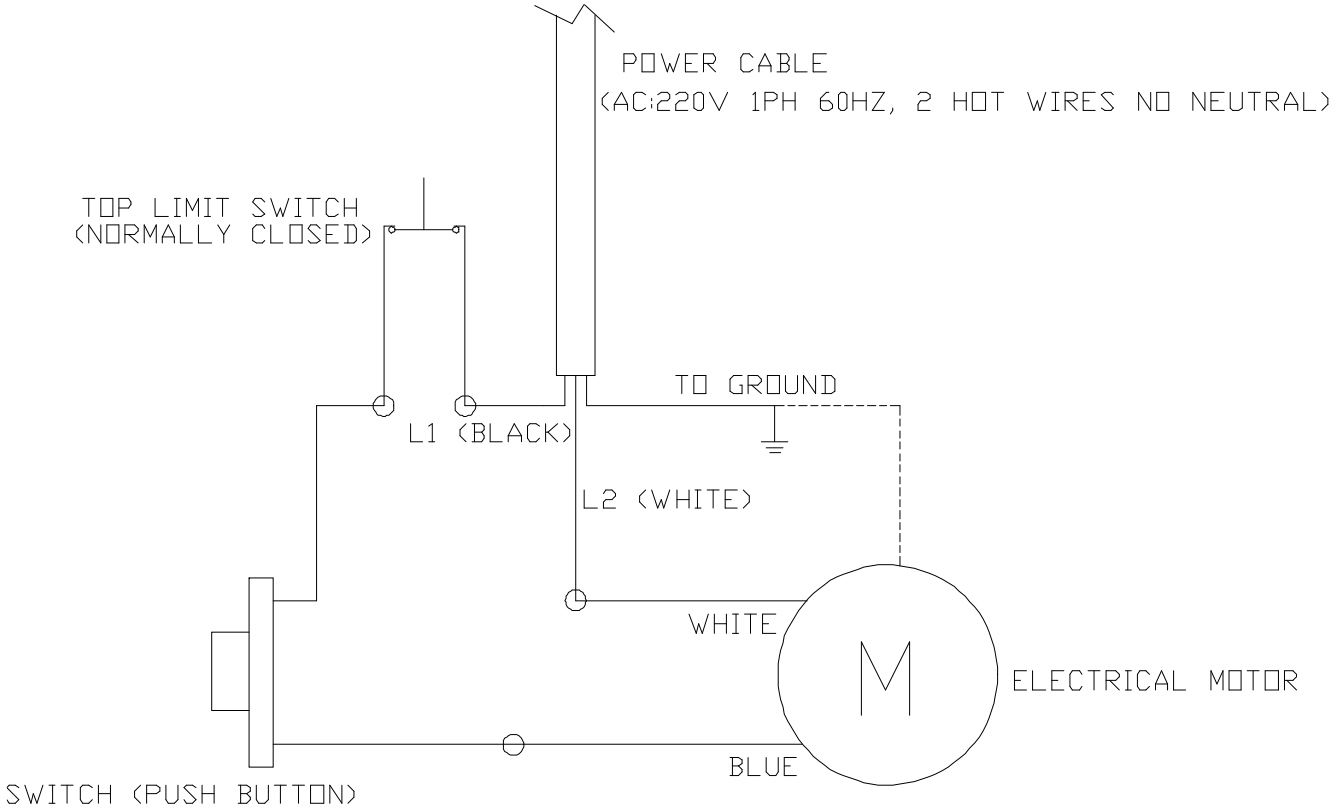 POWER CABLE
(AC:220V 1PH 60HZ, 2 HOT WIRES NO NEUTRAL)
TOP LIMIT SWITCH
(NORMALLY CLOSED)
TO GROUND
L1 (BLACK)
L2 (WHITE)
WHITE
M
ELECTRICAL MOTOR
BLUE
SWITCH (PUSH BUTTON)